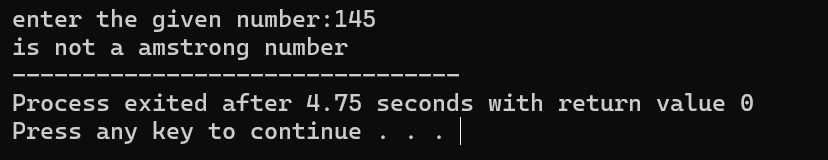 enter the given number:145
is not a amstrong number
--------------------------------
Process exited after 4.75 seconds with return value 0
Press any key to continue . . .